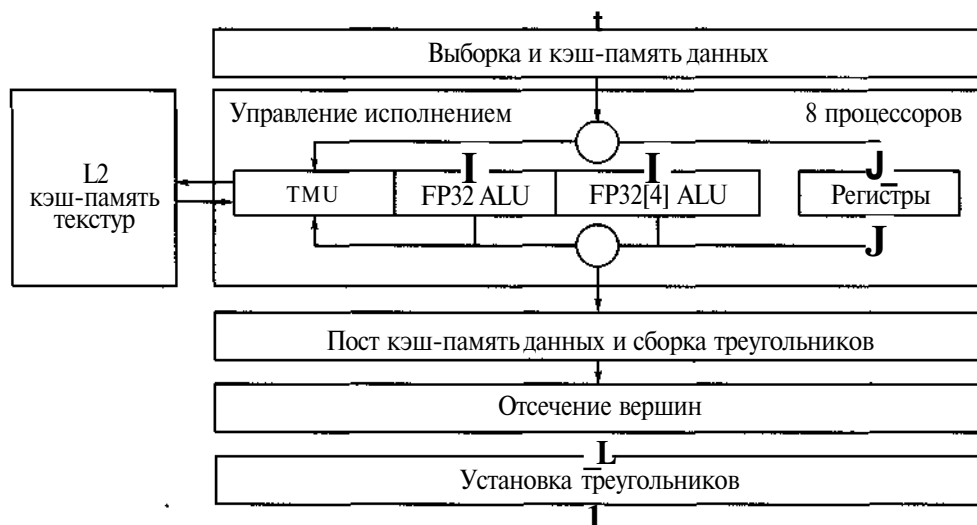 Выборка и кэш-память данных
Управление исполнением
8 процессоров
L2
кэш-память
текстур
TMU
FP32 ALU
FP32[4] ALU
Регистры
Пост кэш-память данных и сборка треугольников
Отсечение вершин
Установка треугольников